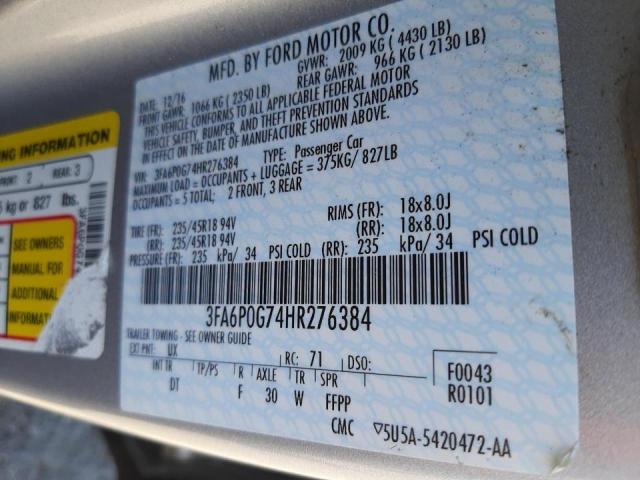 MFD. BY FORD MOTOR CO.
DATE: 12/16 GVWR: 2009 KG ( 4430 LB)
FRONT GAWR: 1066 KG ( 2350 LB) REAR GAWR: 966 KG ( 2130 LB)
THIS VEHICLE CONFORMS TO ALL APPLICABLE FEDERAL MOTOR
VEHICLE SAFETY, BUMPER, AND THEFT PREVENTION STANDARDS
IN EFFECT ON THE DATE OF MANUFACTURE SHOWN ABOVE.
VIN: 3FA6P0G74HR276384 TYPE: Passenger Car
MAXIMUM LOAD = OCCUPANTS + LUGGAGE = 375KG/ 827LB
OCCUPANTS = 5 TOTAL; 2 FRONT, 3 REAR
TIRE (FR): 235/45R18 94V RIMS (FR): 18x8.0J
(RR): 235/45R18 94V (RR): 18x8.0J
PRESSURE (FR): 235 kPa/ 34 PSI COLD (RR): 235 kPa/ 34 PSI COLD
3FA6P0G74HR276384
TRAILER TOWING - SEE OWNER GUIDE
EXT PNT: UX RC: 71 DSO: F0043
R0101
INT TR TP/PS R AXLE TR SPR
DT F 30 W FFPP
CMC ▽5U5A-5420472-AA
NG INFORMATION
FRONT 2 REAR: 3
kg or 827 lbs.
SEE OWNERS
MANUAL FOR
ADDITIONAL
INFORMATION